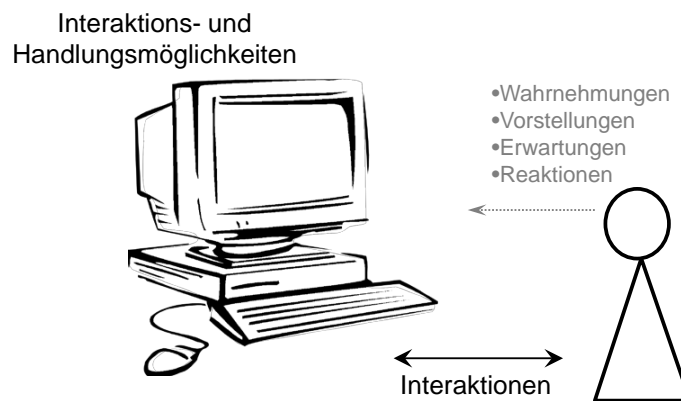 Interaktions- und
Handlungsmöglichkeiten
•Wahrnehmungen
•Vorstellungen
•Erwartungen
•Reaktionen
Interaktionen